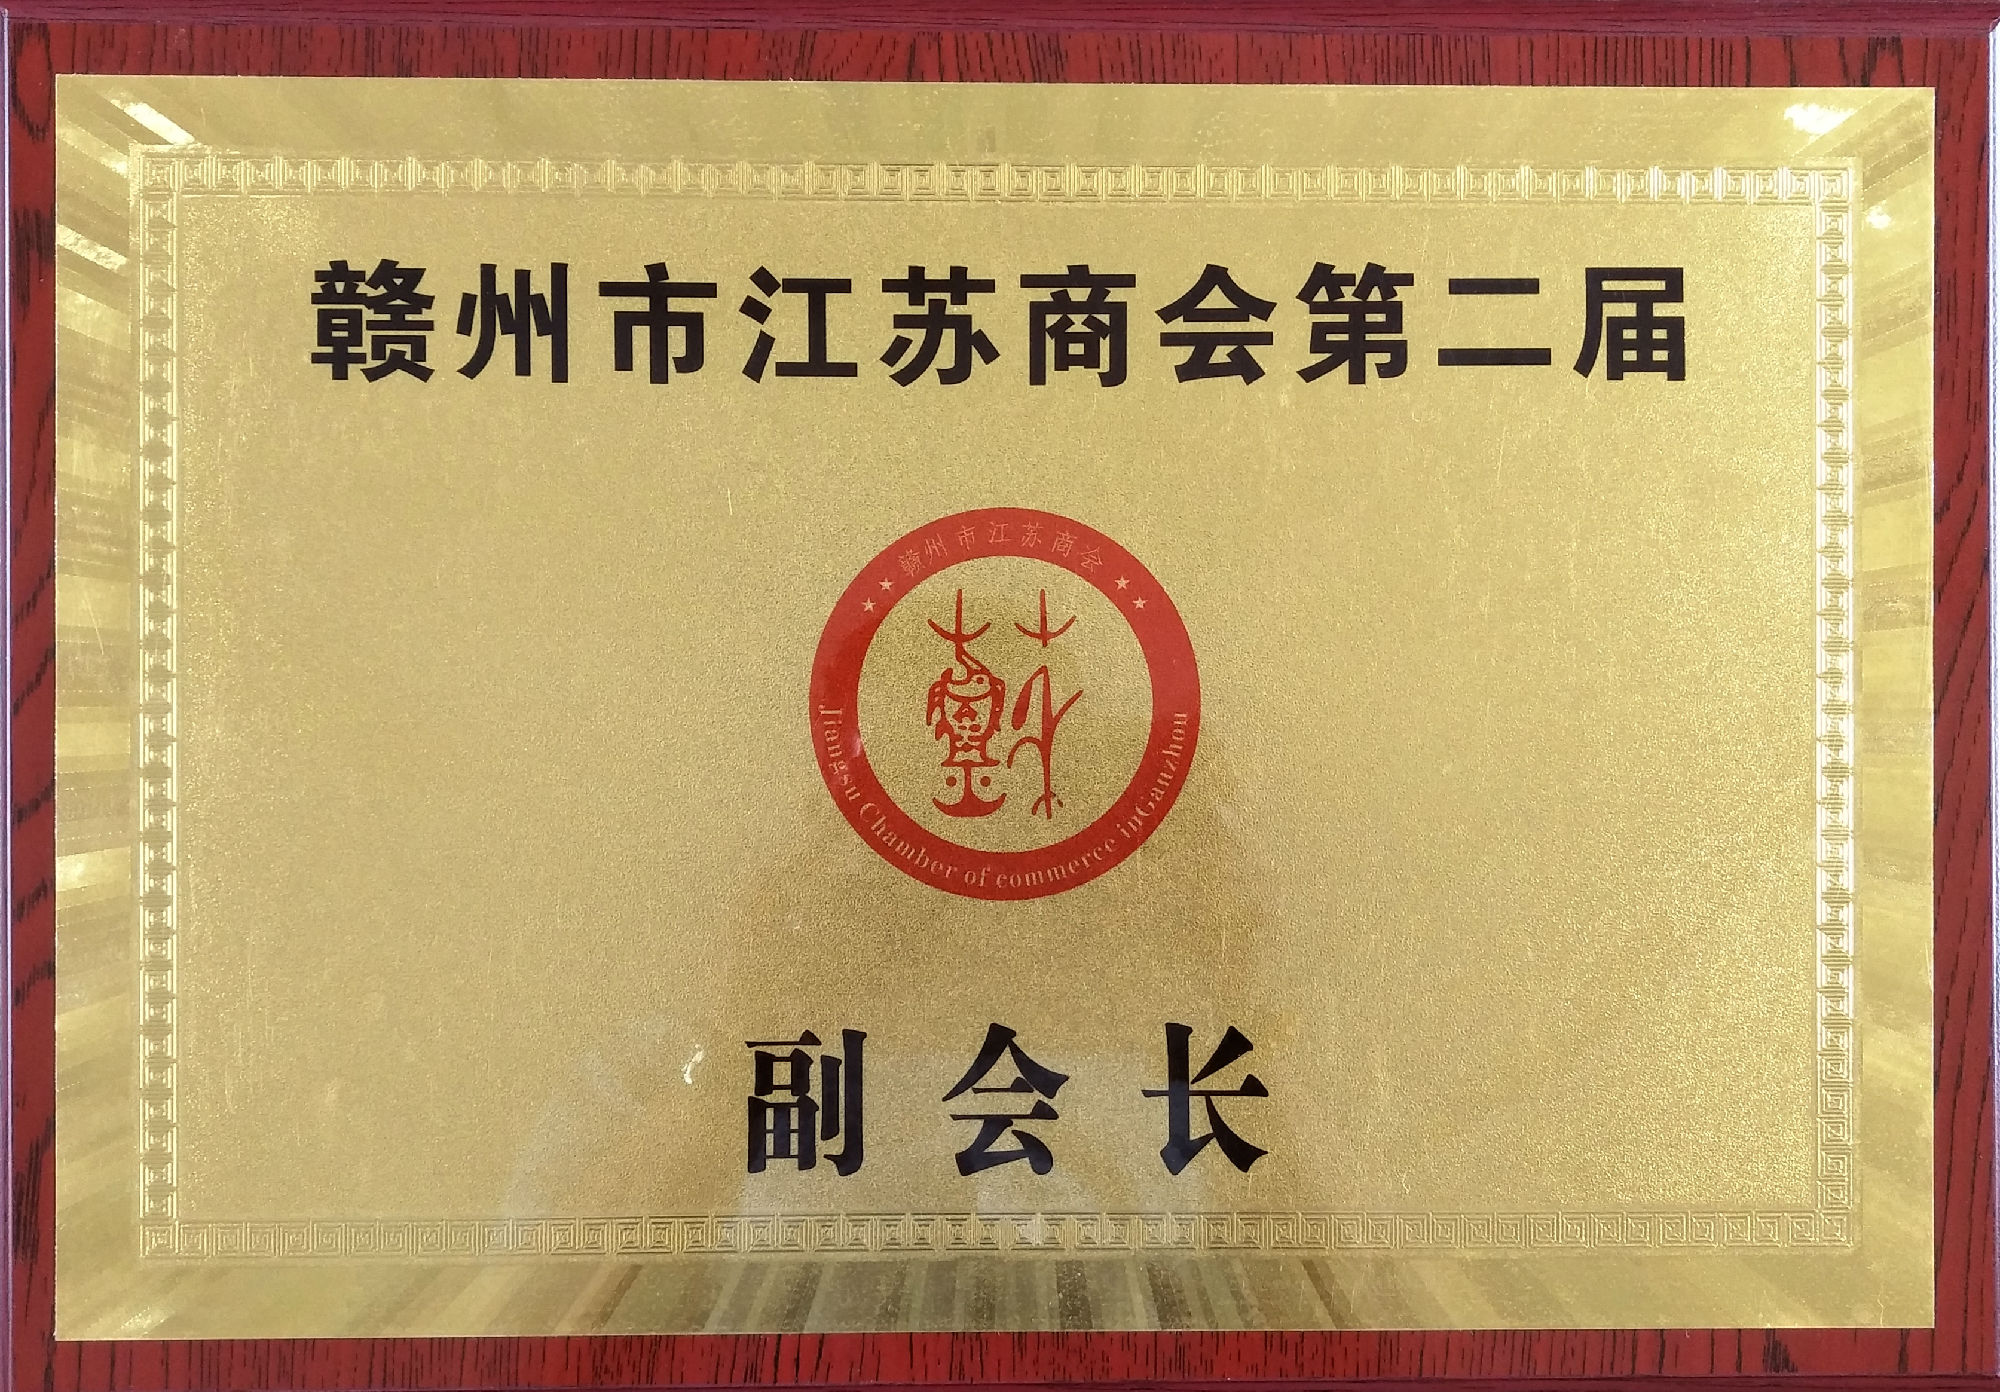 赣州市江苏商会第二届
赣州市江苏商会
Jiangsu Chamber of commerce inGanzhou
副会长